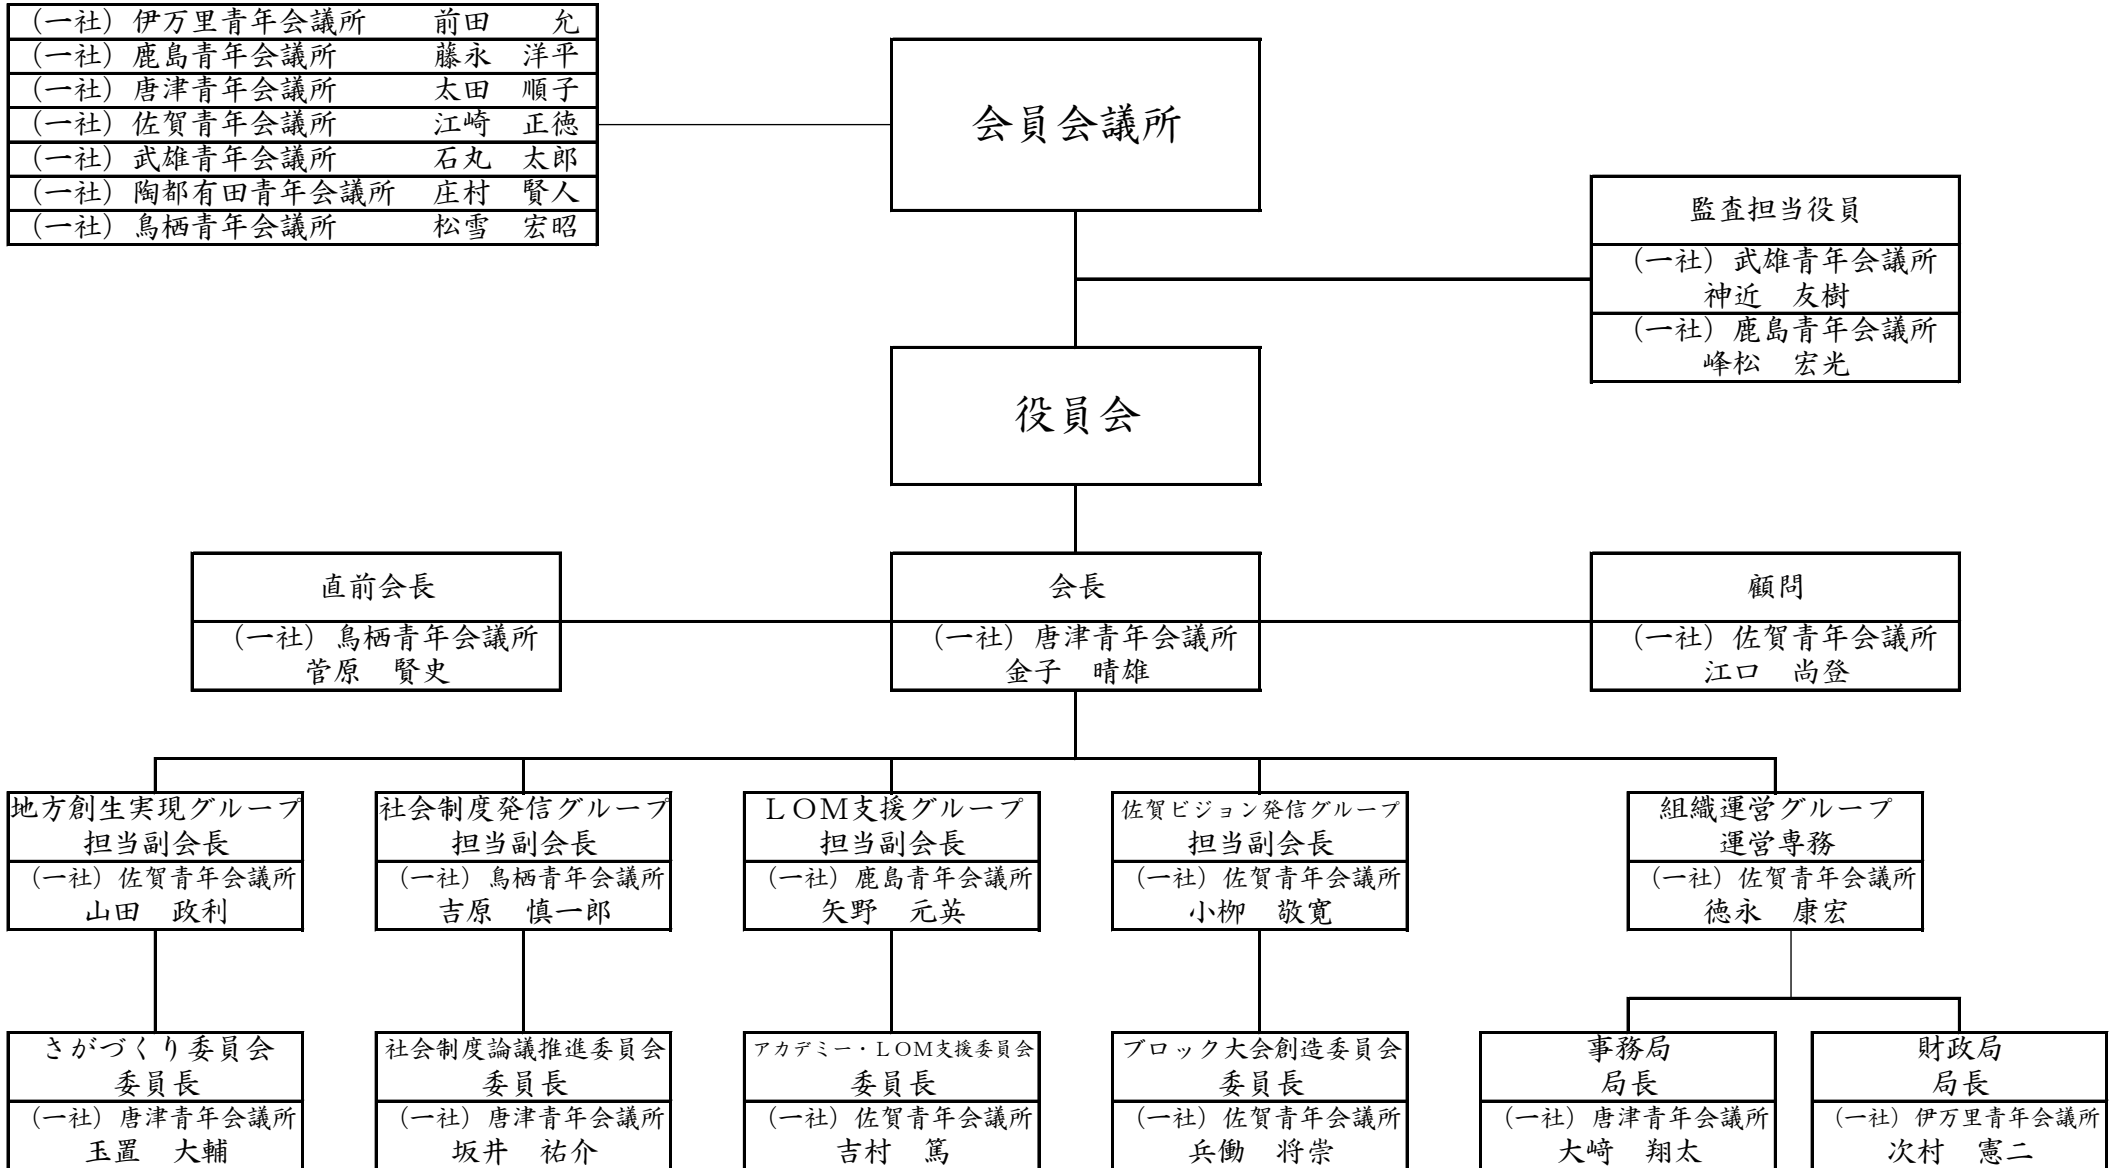 （一社）伊万里青年会議所　前田　允
（一社）鹿島青年会議所　藤永　洋平
（一社）唐津青年会議所　太田　順子
（一社）佐賀青年会議所　江崎　正徳
（一社）武雄青年会議所　石丸　太郎
（一社）陶都有田青年会議所　庄村　賢人
（一社）鳥栖青年会議所　松雪　宏昭
会員会議所
監査担当役員
（一社）武雄青年会議所
神近　友樹
（一社）鹿島青年会議所
峰松　宏光
役員会
直前会長
（一社）鳥栖青年会議所
菅原　賢史
会長
（一社）唐津青年会議所
金子　晴雄
顧問
（一社）佐賀青年会議所
江口　尚登
地方創生実現グループ
担当副会長
（一社）佐賀青年会議所
山田　政利
社会制度発信グループ
担当副会長
（一社）鳥栖青年会議所
吉原　慎一郎
ＬＯＭ支援グループ
担当副会長
（一社）鹿島青年会議所
矢野　元英
佐賀ビジョン発信グループ
担当副会長
（一社）佐賀青年会議所
小栁　敬寛
組織運営グループ
運営専務
（一社）佐賀青年会議所
徳永　康宏
さがづくり委員会
委員長
（一社）唐津青年会議所
玉置　大輔
社会制度論議推進委員会
委員長
（一社）唐津青年会議所
坂井　祐介
アカデミー・ＬＯＭ支援委員会
委員長
（一社）佐賀青年会議所
吉村　篤
ブロック大会創造委員会
委員長
（一社）佐賀青年会議所
兵働　将崇
事務局
局長
（一社）唐津青年会議所
大﨑　翔太
財政局
局長
（一社）伊万里青年会議所
次村　憲二